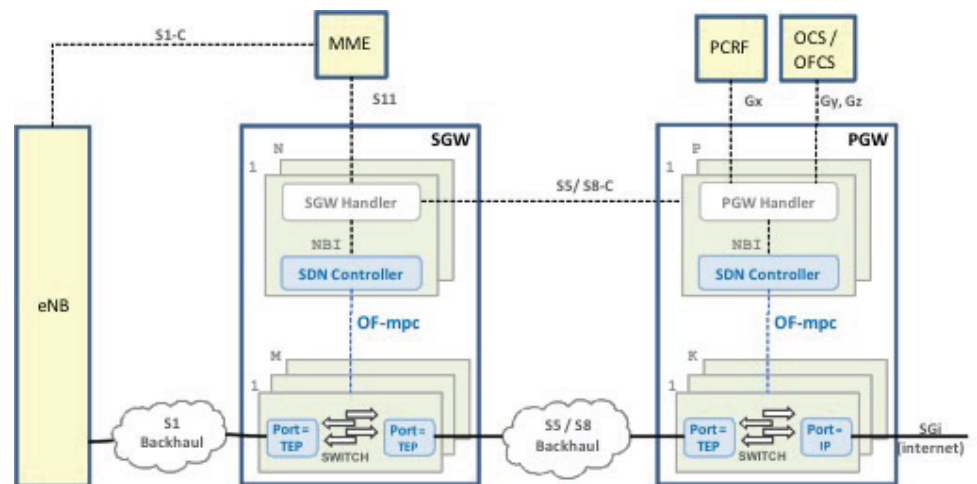 S1-C
MME
PCRF
OCS /
OFCS
S11
Gx
Gy, Gz
SGW
PGW
N
1
P
1
SGW Handler
S5/ S8-C
PGW Handler
NBI
NBI
SDN Controller
SDN Controller
eNB
OF-mpc
OF-mpc
M
1
K
1
S1
Backhaul
Port=
TEP
SWITCH
Port=
TEP
S5 / S8
Backhaul
Port=
TEP
SWITCH
Port=
IP
SGi
(internet)